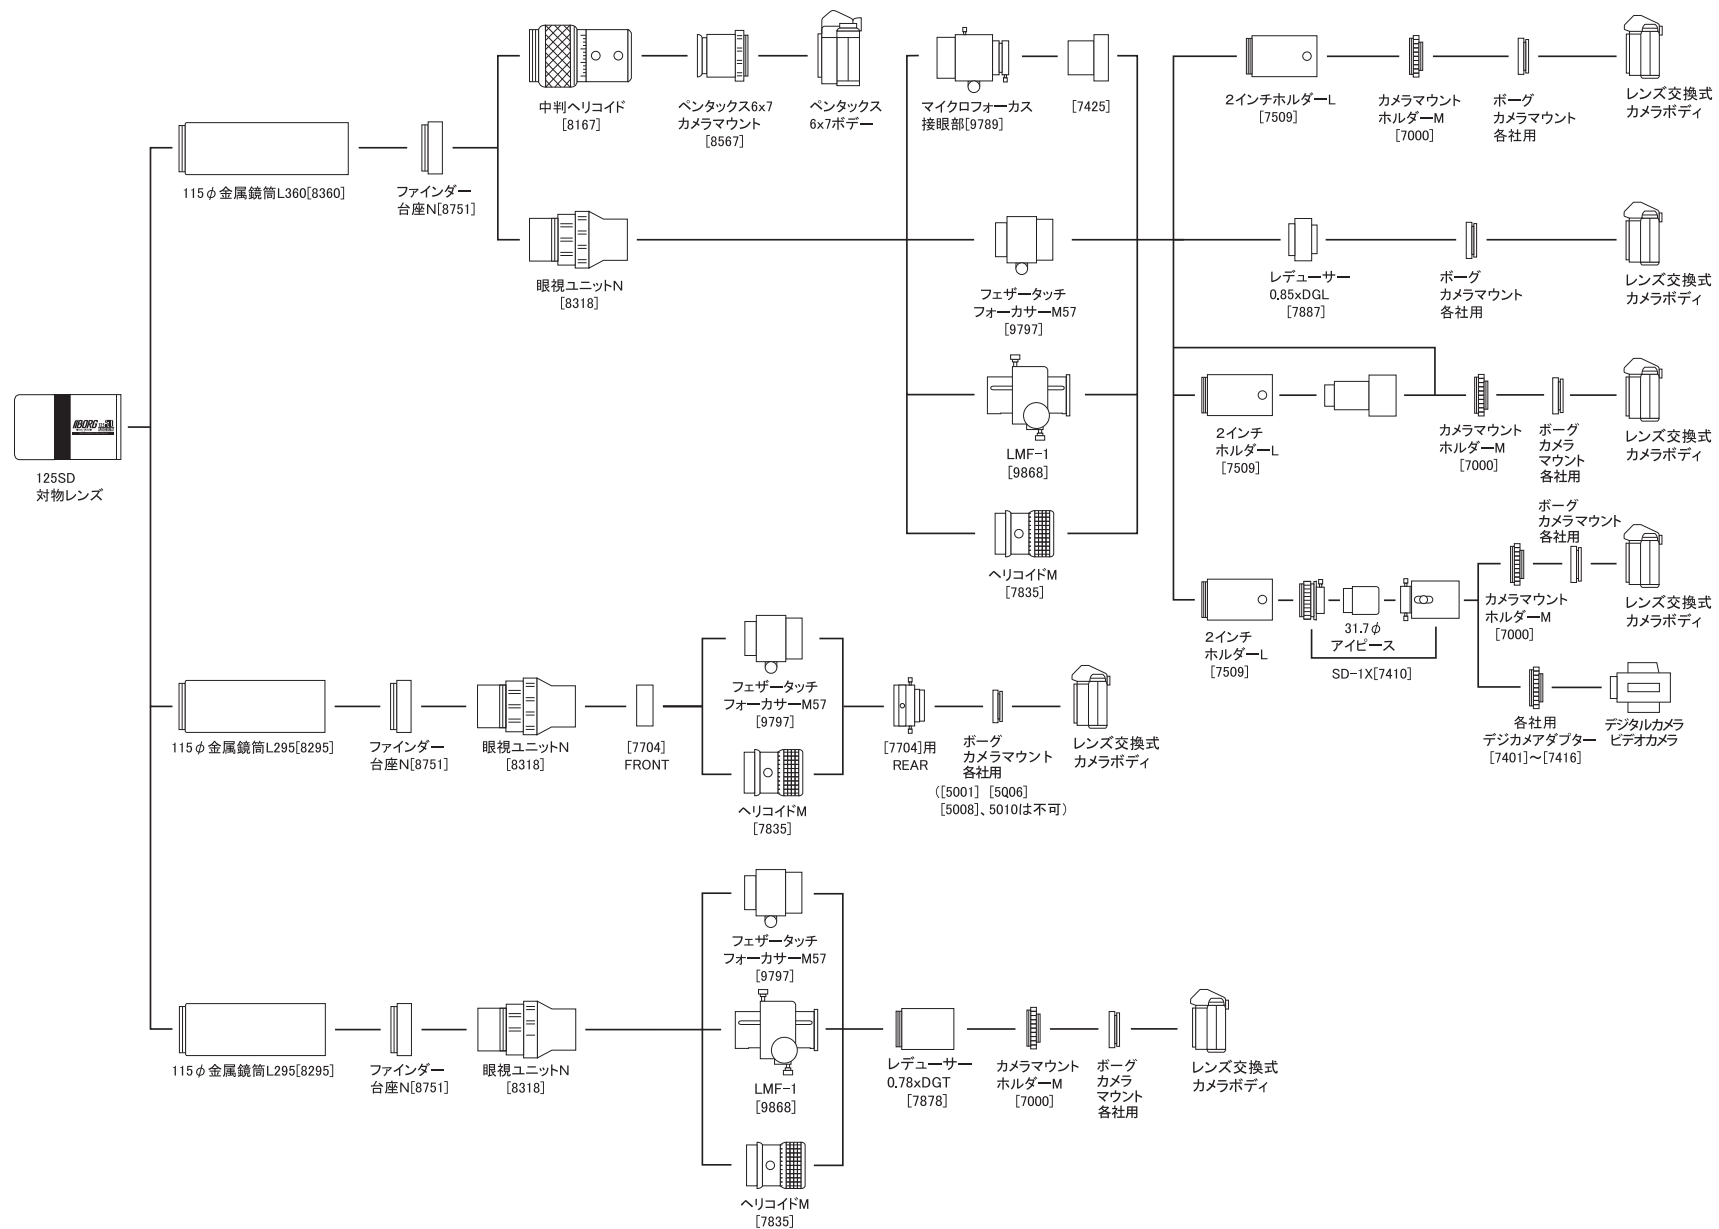 中判ヘリコイド
[8167]
ペンタックス6x7
カメラマウント
[8567]
ペンタックス
6x7ボデー
マイクロフォーカス
接眼部[9789]
[7425]
2インチホルダーL
[7509]
カメラマウント
ホルダーM
[7000]
ボーグ
カメラマウント
各社用
レンズ交換式
カメラボディ
115φ金属鏡筒L360[8360]
ファインダー
台座N[8751]
眼視ユニットN
[8318]
フェザータッチ
フォーカサーM57
[9797]
レデューサー
0.85xDGL
[7887]
ボーグ
カメラマウント
各社用
レンズ交換式
カメラボディ
BORG
125SD
対物レンズ
LMF-1
[9868]
2インチ
ホルダーL
[7509]
カメラマウント
ホルダーM
[7000]
ボーグ
カメラ
マウント
各社用
レンズ交換式
カメラボディ
ヘリコイドM
[7835]
ボーグ
カメラマウント
各社用
2インチ
ホルダーL
[7509]
31.7φ
アイピース
SD-1X[7410]
カメラマウント
ホルダーM
[7000]
レンズ交換式
カメラボディ
各社用
デジカメアダプター
[7401]～[7416]
デジタルカメラ
ビデオカメラ
115φ金属鏡筒L295[8295]
ファインダー
台座N[8751]
眼視ユニットN
[8318]
[7704]
FRONT
フェザータッチ
フォーカサーM57
[9797]
ヘリコイドM
[7835]
[7704]用
REAR
ボーグ
カメラマウント
各社用
([5001] [5006]
[5008]、5010は不可)
レンズ交換式
カメラボディ
115φ金属鏡筒L295[8295]
ファインダー
台座N[8751]
眼視ユニットN
[8318]
フェザータッチ
フォーカサーM57
[9797]
LMF-1
[9868]
ヘリコイドM
[7835]
レデューサー
0.78xDGT
[7878]
カメラマウント
ホルダーM
[7000]
ボーグ
カメラ
マウント
各社用
レンズ交換式
カメラボディ